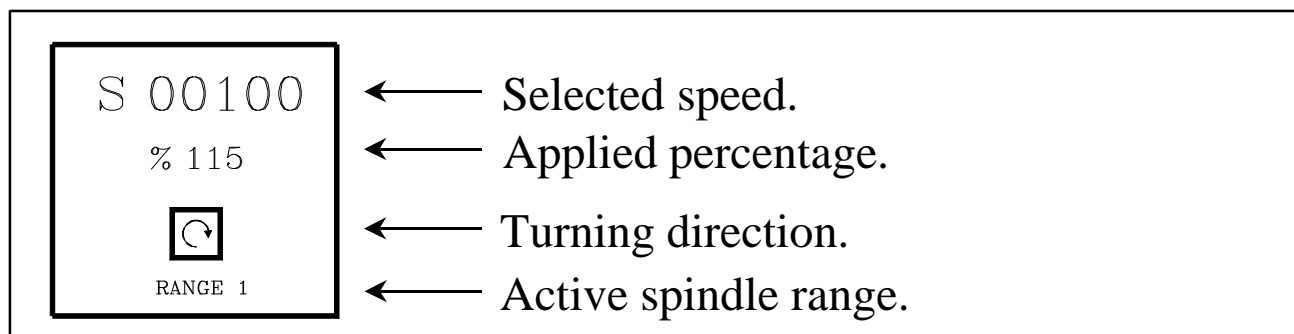 S 00100 Selected speed.
% 115 Applied percentage.
Turning direction.
RANGE 1 Active spindle range.